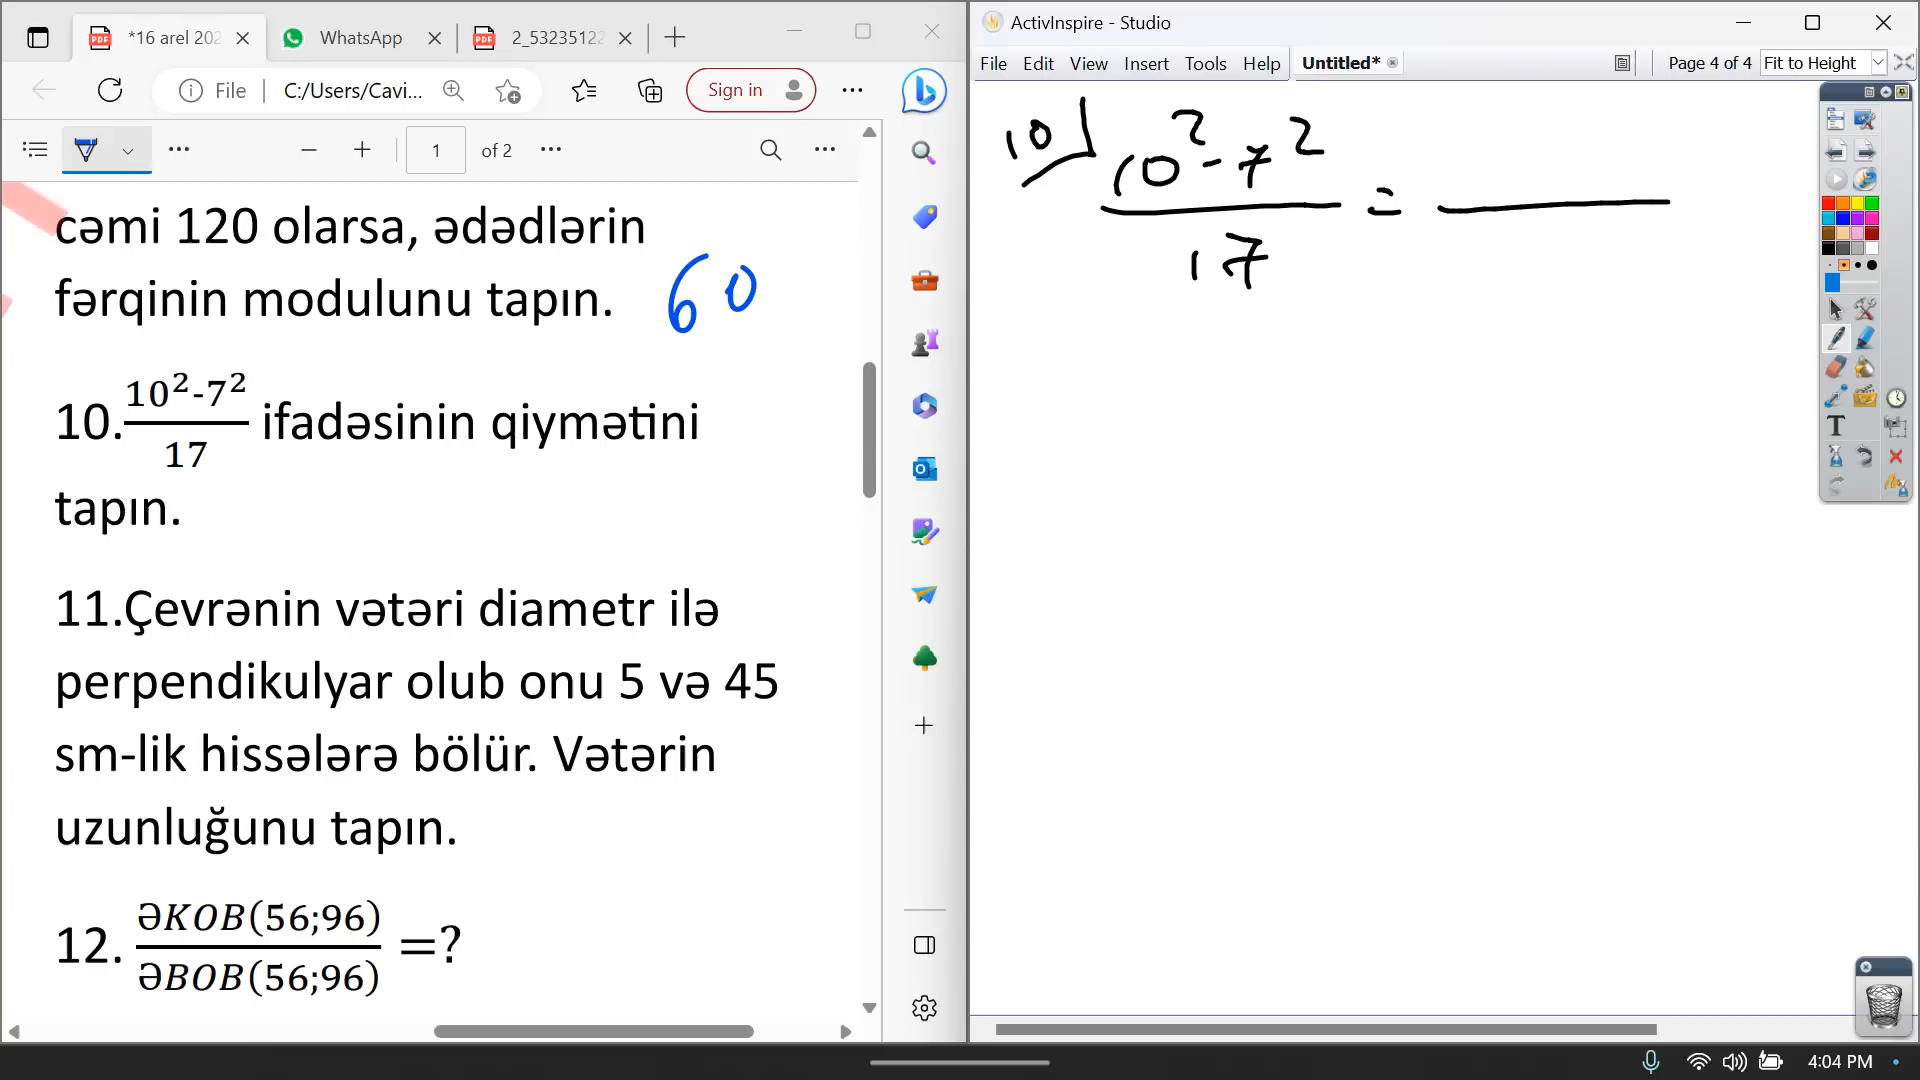 *16 arel 202
WhatsApp
2_53235122
ActivInspire - Studio
File
C:/Users/Cavi...
Sign in
File Edit View Insert Tools Help
Untitled*
Page 4 of 4
Fit to Height
1 of 2
cəmi 120 olarsa, ədədlərin
fərqinin modulunu tapın. 60
10. 10²-7² / 17 ifadəsinin qiymətini
tapın.
11.Çevrənin vətəri diametr ilə
perpendikulyar olub onu 5 və 45
sm-lik hissələrə bölür. Vətərin
uzunluğunu tapın.
12. ƏKOB(56;96) / ƏBOB(56;96) =?
10) 10² - 7²
17
=
4:04 PM